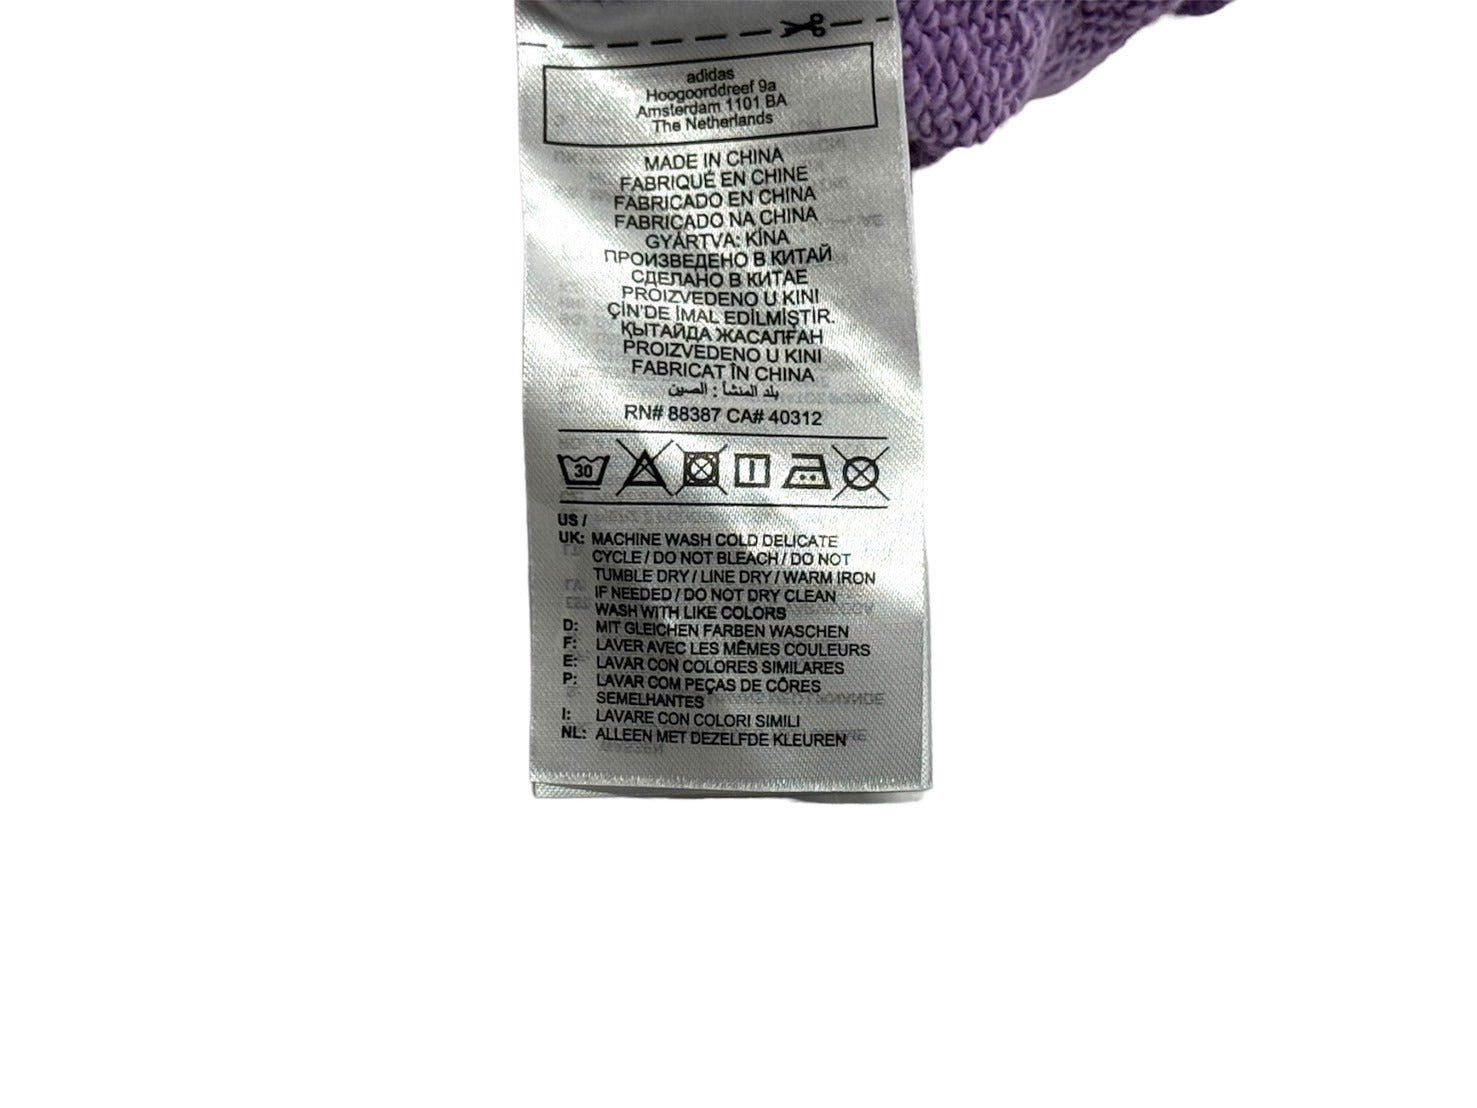 adidas
Hoogoorddreef 9a
Amsterdam 1101 BA
The Netherlands
MADE IN CHINA
FABRIQUÉ EN CHINE
FABRICADO EN CHINA
FABRICADO NA CHINA
GYÁRTVA: KÍNA
ПРОИЗВЕДЕНО В КИТАЙ
СДЕЛАНО В КИТАЕ
PROIZVEDENO U KINI
ÇİN'DE İMAL EDİLMİŞTİR.
ҚЫТАЙДА ЖАСАЛҒАН
PROIZVEDENO U KINI
FABRICAT ÎN CHINA
بلد المنشأ : الصين
RN# 88387 CA# 40312
30
US /
UK: MACHINE WASH COLD DELICATE
CYCLE / DO NOT BLEACH / DO NOT
TUMBLE DRY / LINE DRY / WARM IRON
IF NEEDED / DO NOT DRY CLEAN
WASH WITH LIKE COLORS
D: MIT GLEICHEN FARBEN WASCHEN
F: LAVER AVEC LES MÊMES COULEURS
E: LAVAR CON COLORES SIMILARES
P: LAVAR COM PEÇAS DE CÔRES
SEMELHANTES
I: LAVARE CON COLORI SIMILI
NL: ALLEEN MET DEZELFDE KLEUREN